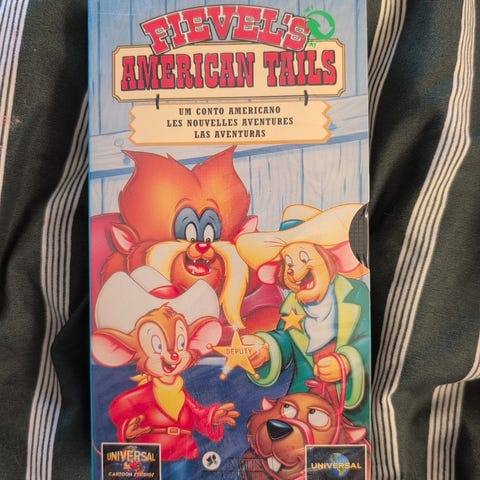 FIEVEL'S
AMERICAN TAILS
UM CONTO AMERICANO
LES NOUVELLES AVENTURES
LAS AVENTURAS
DEPUTY
UNIVERSAL
CARTOON STUDIOS
UNIVERSAL